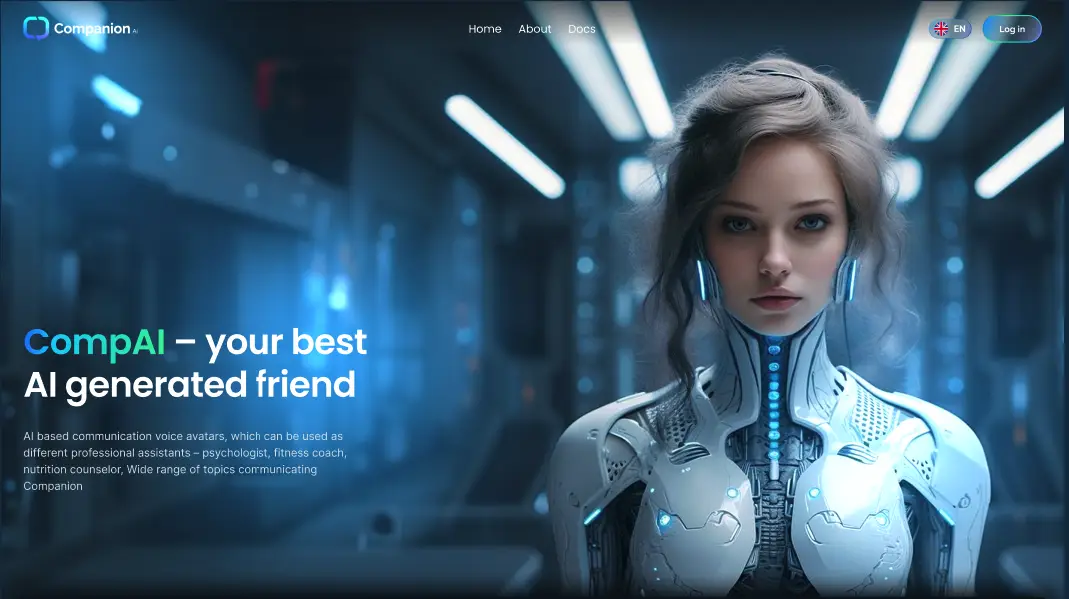 Companion AI
Home About Docs
EN
Log in
CompAI – your best
AI generated friend
AI based communication voice avatars, which can be used as
different professional assistants – psychologist, fitness coach,
nutrition counselor, Wide range of topics communicating
Companion